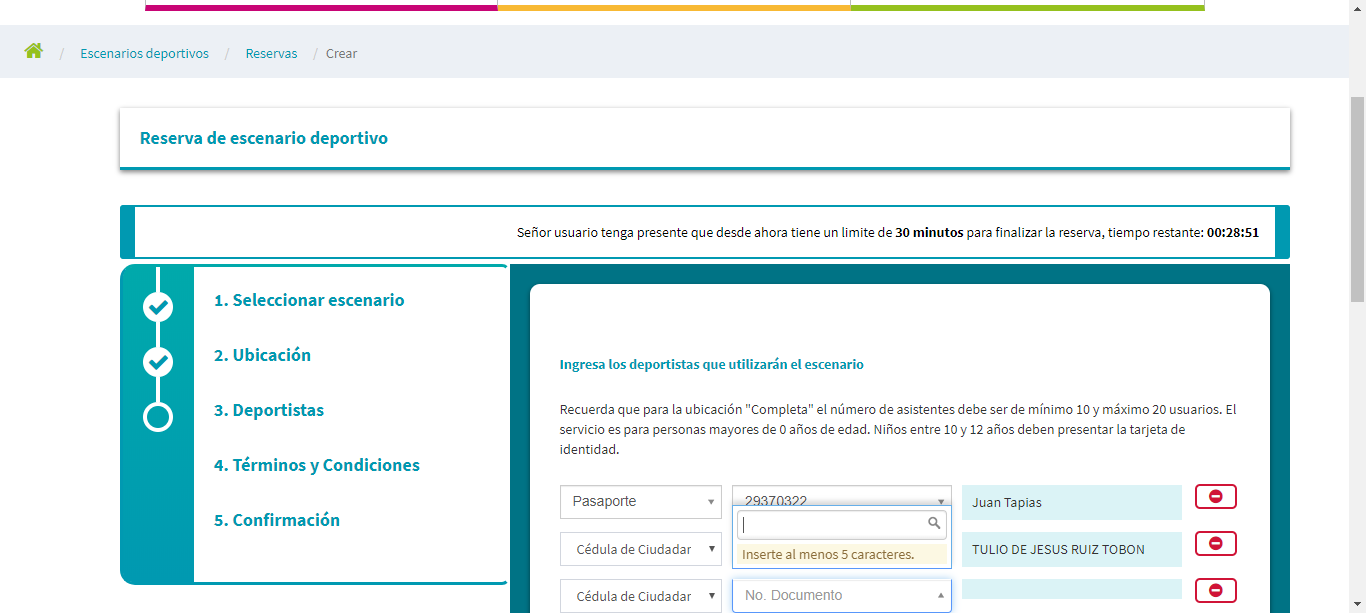 / Escenarios deportivos / Reservas / Crear
Reserva de escenario deportivo
Señor usuario tenga presente que desde ahora tiene un limite de 30 minutos para finalizar la reserva, tiempo restante: 00:28:51
1. Seleccionar escenario
2. Ubicación
3. Deportistas
4. Términos y Condiciones
5. Confirmación
Ingresa los deportistas que utilizarán el escenario
Recuerda que para la ubicación "Completa" el número de asistentes debe ser de mínimo 10 y máximo 20 usuarios. El
servicio es para personas mayores de 0 años de edad. Niños entre 10 y 12 años deben presentar la tarjeta de
identidad.
Pasaporte 29370322 Juan Tapias
Inserte al menos 5 caracteres.
Cédula de Ciudadar TULIO DE JESUS RUIZ TOBON
Cédula de Ciudadar No. Documento